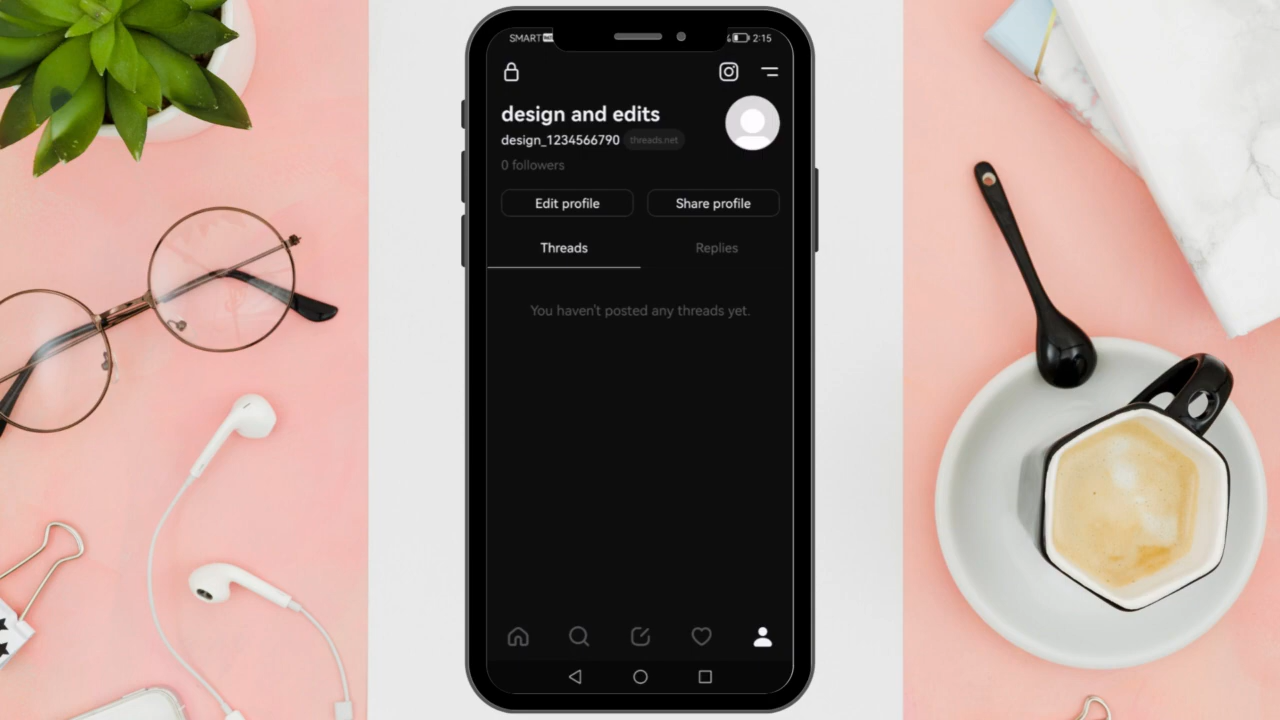 SMART 2:15
design and edits
design_1234566790 threads.net
0 followers
Edit profile Share profile
Threads Replies
You haven't posted any threads yet.